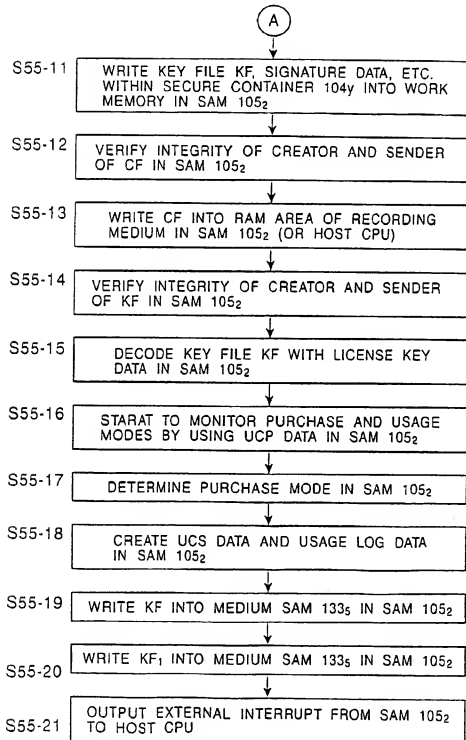 A
S55-11
WRITE KEY FILE KF, SIGNATURE DATA, ETC.
WITHIN SECURE CONTAINER 104y INTO WORK
MEMORY IN SAM 105₂
S55-12
VERIFY INTEGRITY OF CREATOR AND SENDER
OF CF IN SAM 105₂
S55-13
WRITE CF INTO RAM AREA OF RECORDING
MEDIUM IN SAM 105₂ (OR HOST CPU)
S55-14
VERIFY INTEGRITY OF CREATOR AND SENDER
OF KF IN SAM 105₂
S55-15
DECODE KEY FILE KF WITH LICENSE KEY
DATA IN SAM 105₂
S55-16
STARAT TO MONITOR PURCHASE AND USAGE
MODES BY USING UCP DATA IN SAM 105₂
S55-17
DETERMINE PURCHASE MODE IN SAM 105₂
S55-18
CREATE UCS DATA AND USAGE LOG DATA
IN SAM 105₂
S55-19
WRITE KF INTO MEDIUM SAM 133₅ IN SAM 105₂
S55-20
WRITE KF₁ INTO MEDIUM SAM 133₅ IN SAM 105₂
S55-21
OUTPUT EXTERNAL INTERRUPT FROM SAM 105₂
TO HOST CPU